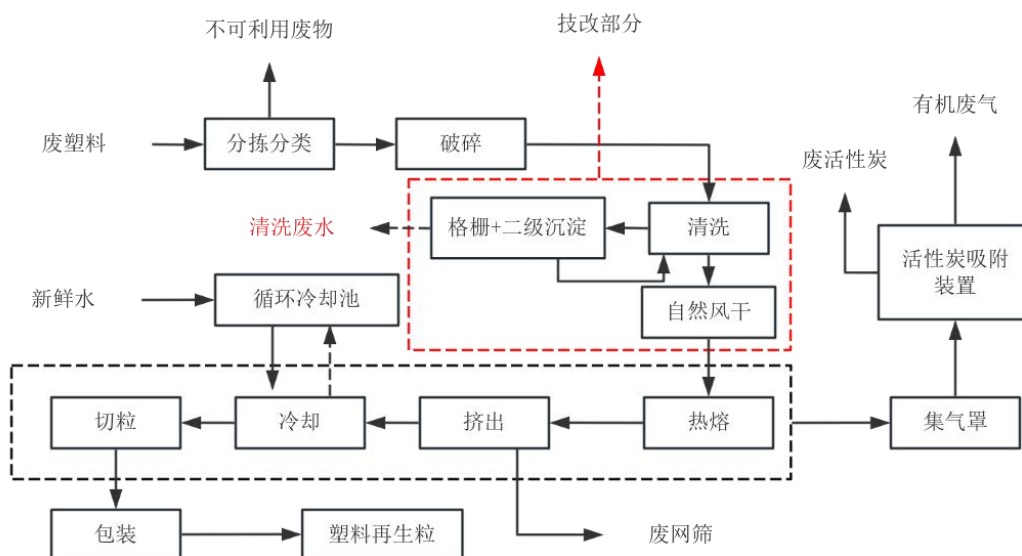 不可利用废物
技改部分
有机废气
废塑料
分拣分类
破碎
废活性炭
清洗废水
格栅+二级沉淀
清洗
活性炭吸附
装置
新鲜水
循环冷却池
自然风干
切粒
冷却
挤出
热熔
集气罩
包装
塑料再生粒
废网筛